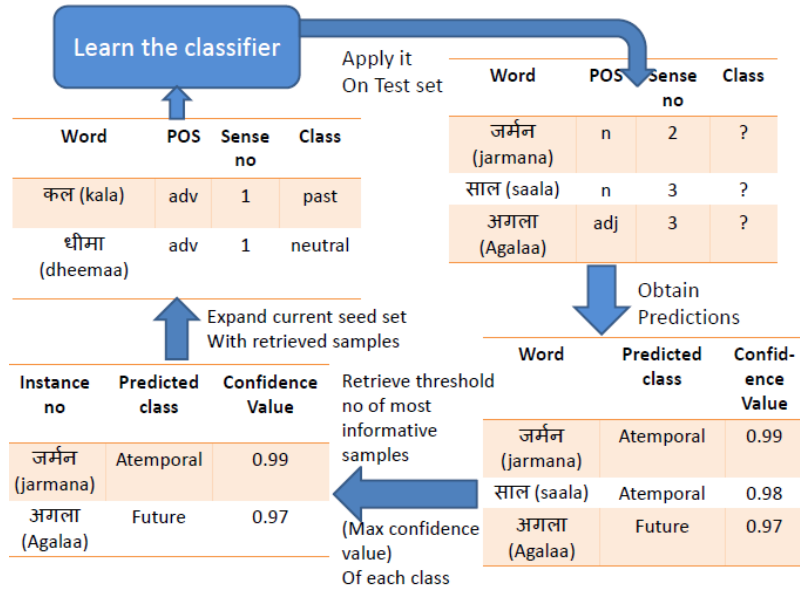 Learn the classifier
Apply it
On Test set
Word POS Sense no Class
जर्मन (jarmana) n 2 ?
साल (saala) n 3 ?
अगला (Agalaa) adj 3 ?
Word POS Sense no Class
कल (kala) adv 1 past
धीमा (dheemaa) adv 1 neutral
Obtain
Predictions
Expand current seed set
With retrieved samples
Word Predicted class Confid-ence Value
जर्मन (jarmana) Atemporal 0.99
साल (saala) Atemporal 0.98
अगला (Agalaa) Future 0.97
Retrieve threshold
no of most
informative
samples
(Max confidence
value)
Of each class
Instance no Predicted class Confidence Value
जर्मन (jarmana) Atemporal 0.99
अगला (Agalaa) Future 0.97